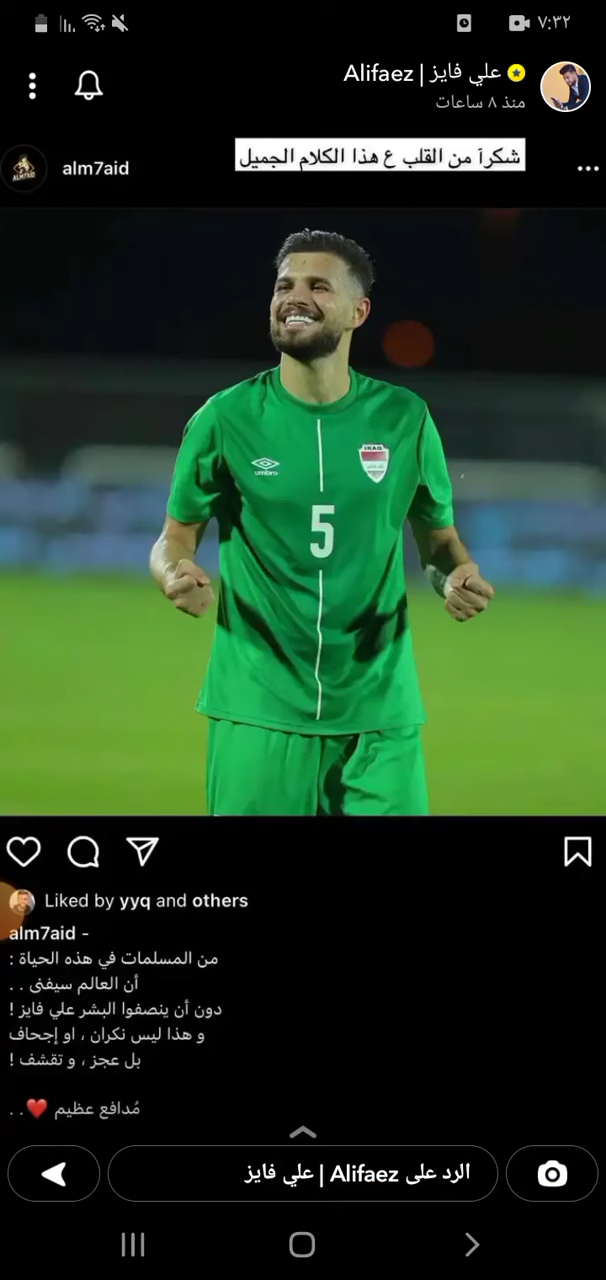 ٧:٣٢
علي فايز | Alifaez
منذ ٨ ساعات
شكراً من القلب ع هذا الكلام الجميل
alm7aid
umbro
IRAQ
5
Liked by yyq and others
alm7aid -
من المسلمات في هذه الحياة :
أن العالم سيفنى . .
دون أن ينصفوا البشر علي فايز !
و هذا ليس نكران ، او إجحاف
بل عجز ، و تقشف !
مُدافع عظيم ❤️ . .
الرد على Alifaez | علي فايز